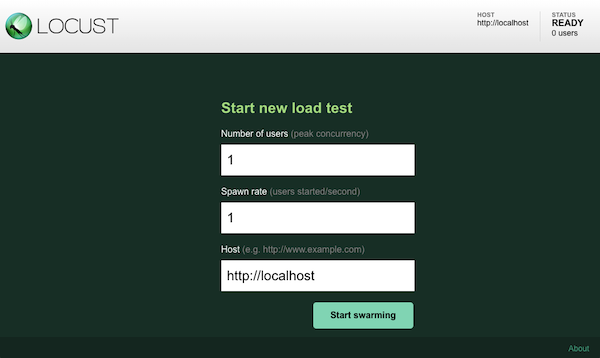 LOCUST
HOST
http://localhost
STATUS
READY
0 users
Start new load test
Number of users (peak concurrency)
1
Spawn rate (users started/second)
1
Host (e.g. http://www.example.com)
http://localhost
Start swarming
About